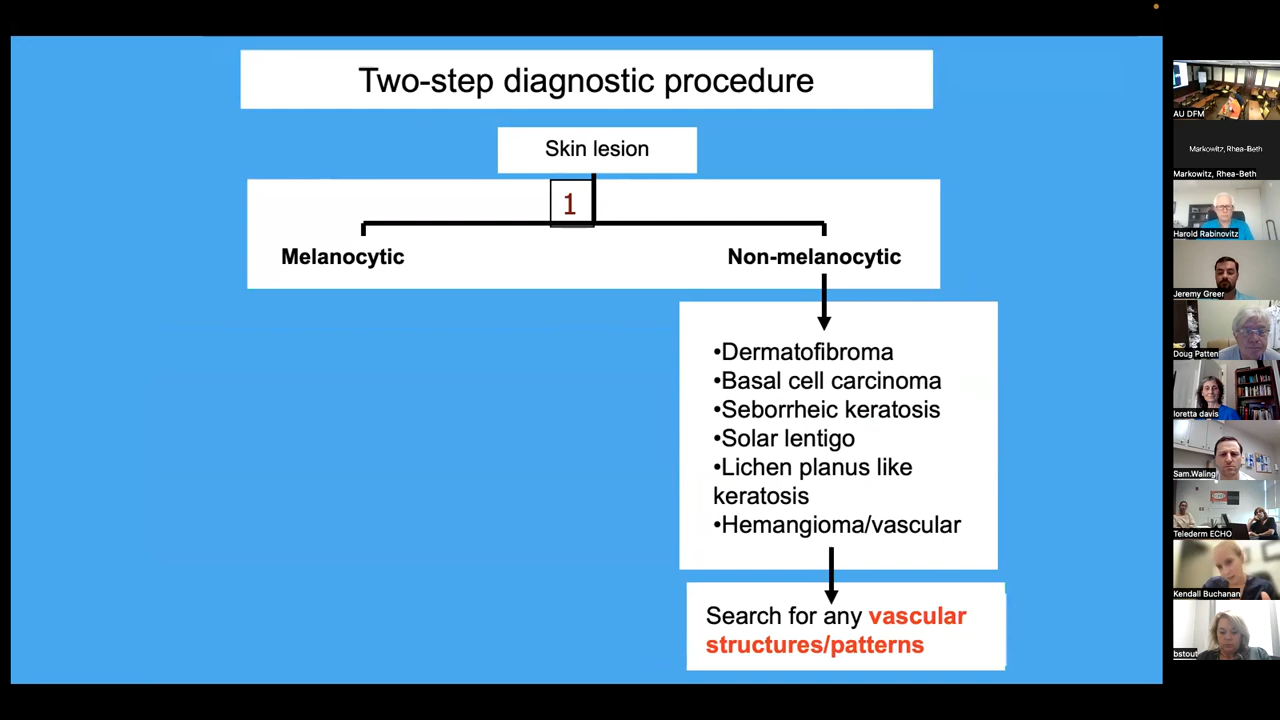 Two-step diagnostic procedure
Skin lesion
1
Melanocytic
Non-melanocytic
•Dermatofibroma
•Basal cell carcinoma
•Seborrheic keratosis
•Solar lentigo
•Lichen planus like
keratosis
•Hemangioma/vascular
Search for any vascular
structures/patterns
AU DFM
Markowitz, Rhea-Beth
Markowitz, Rhea-Beth
Harold Rabinovitz
Jeremy Greer
Doug Patten
loretta davis
Sam.Waling
Telederm ECHO
Kendall Buchanan
bstout